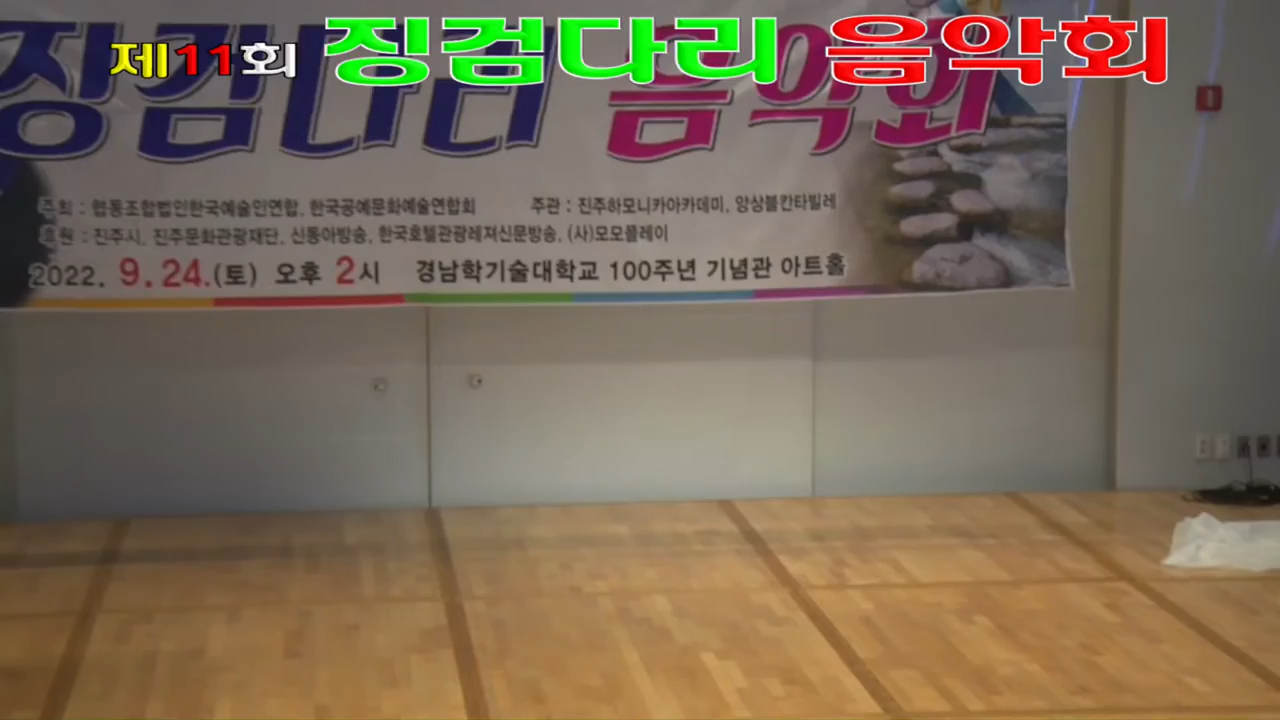 제11회 징검다리 음악회
징검다리 음악회
주최 : 협동조합법인한국예술인연합, 한국공예문화예술연합회 주관 : 진주하모니카아카데미, 앙상블칸타빌레
후원 : 진주시, 진주문화관광재단, 신동아방송, 한국호텔관광레져신문방송, (사)모모플레이
2022. 9.24.(토) 오후 2시 경남학기술대학교 100주년 기념관 아트홀